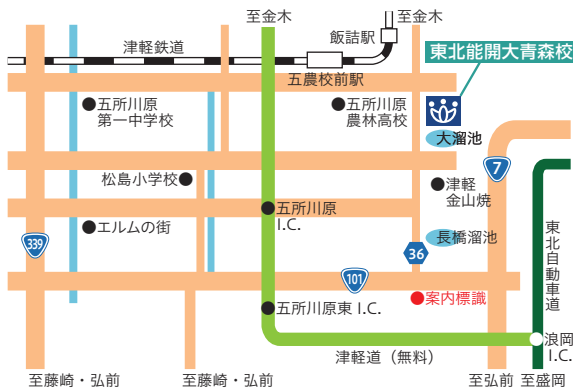 至金木
至金木
飯詰駅
津軽鉄道
東北能開大青森校
五農校前駅
五所川原
第一中学校
五所川原
農林高校
大溜池
7
松島小学校
津軽
金山焼
五所川原
I.C.
エルムの街
339
長橋溜池
36
東北自動車道
101
案内標識
五所川原東 I.C.
浪岡
I.C.
津軽道（無料）
至藤崎・弘前
至藤崎・弘前
至弘前
至盛岡